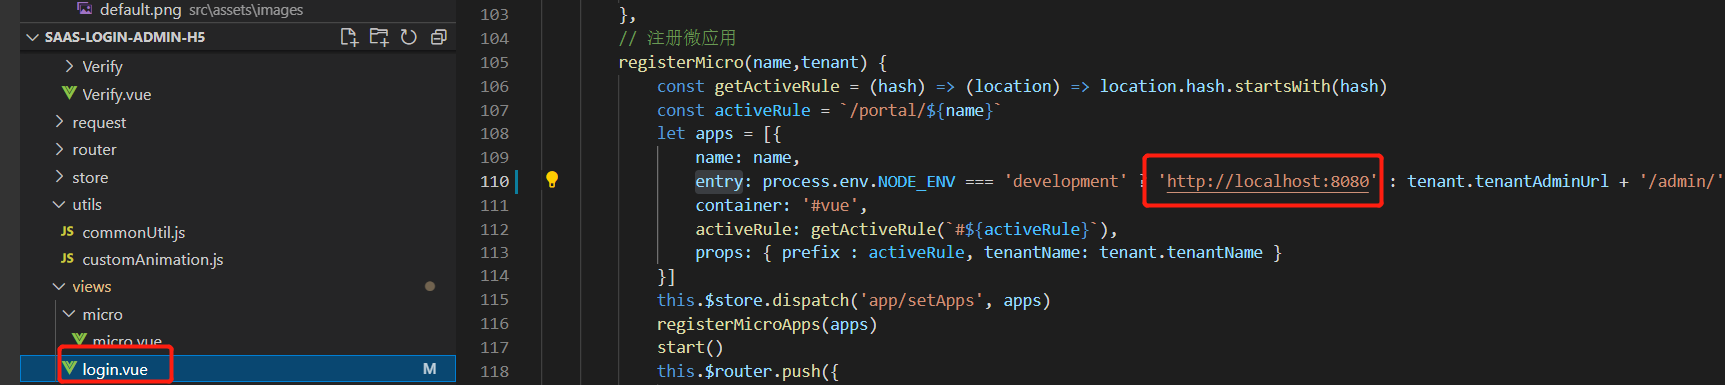 default.png src\assets\images
SAAS-LOGIN-ADMIN-H5
Verify
Verify.vue
request
router
store
utils
JS commonUtil.js
JS customAnimation.js
views
micro
micro.vue
login.vue M
103 },
104 // 注册微应用
105 registerMicro(name,tenant) {
106 const getActiveRule = (hash) => (location) => location.hash.startsWith(hash)
107 const activeRule = `/portal/${name}`
108 let apps = [{
109 name: name,
110 entry: process.env.NODE_ENV === 'development' ? 'http://localhost:8080' : tenant.tenantAdminUrl + '/admin/'
111 container: '#vue',
112 activeRule: getActiveRule(`#${activeRule}`),
113 props: { prefix : activeRule, tenantName: tenant.tenantName }
114 }]
115 this.$store.dispatch('app/setApps', apps)
116 registerMicroApps(apps)
117 start()
118 this.$router.push({